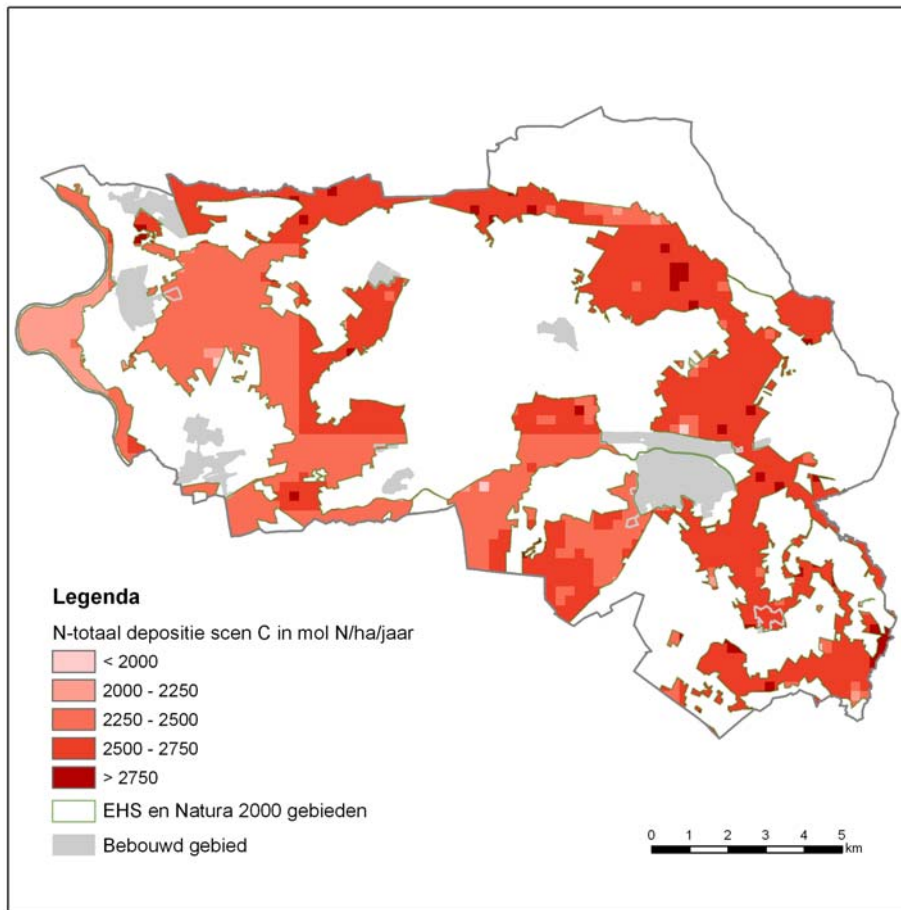 Legenda
N-totaal depositie scen C in mol N/ha/jaar
< 2000
2000 - 2250
2250 - 2500
2500 - 2750
> 2750
EHS en Natura 2000 gebieden
Bebouwd gebied
0 1 2 3 4 5
km